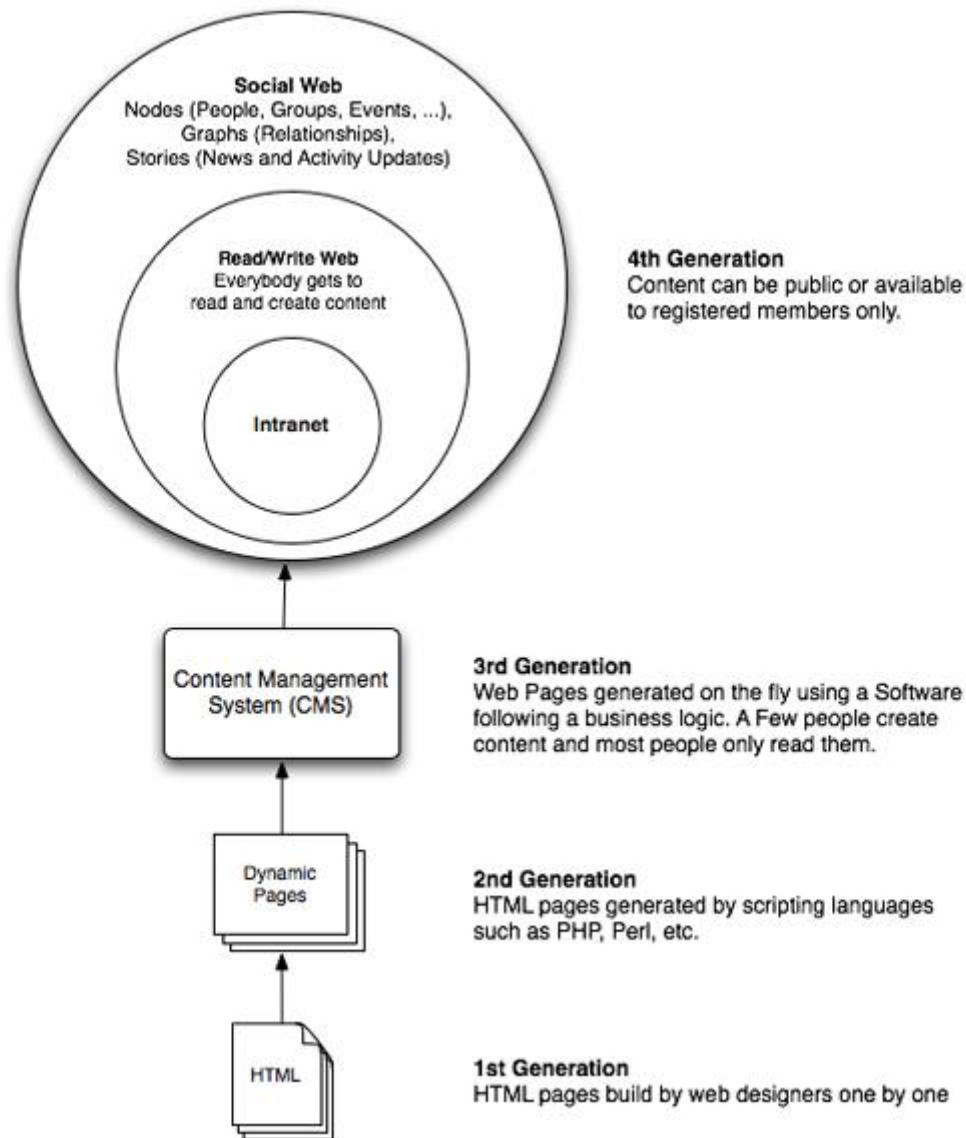 Social Web
Nodes (People, Groups, Events, ...),
Graphs (Relationships),
Stories (News and Activity Updates)
Read/Write Web
Everybody gets to
read and create content
Intranet
4th Generation
Content can be public or available
to registered members only.
Content Management
System (CMS)
3rd Generation
Web Pages generated on the fly using a Software
following a business logic. A Few people create
content and most people only read them.
Dynamic
Pages
2nd Generation
HTML pages generated by scripting languages
such as PHP, Perl, etc.
HTML
1st Generation
HTML pages build by web designers one by one